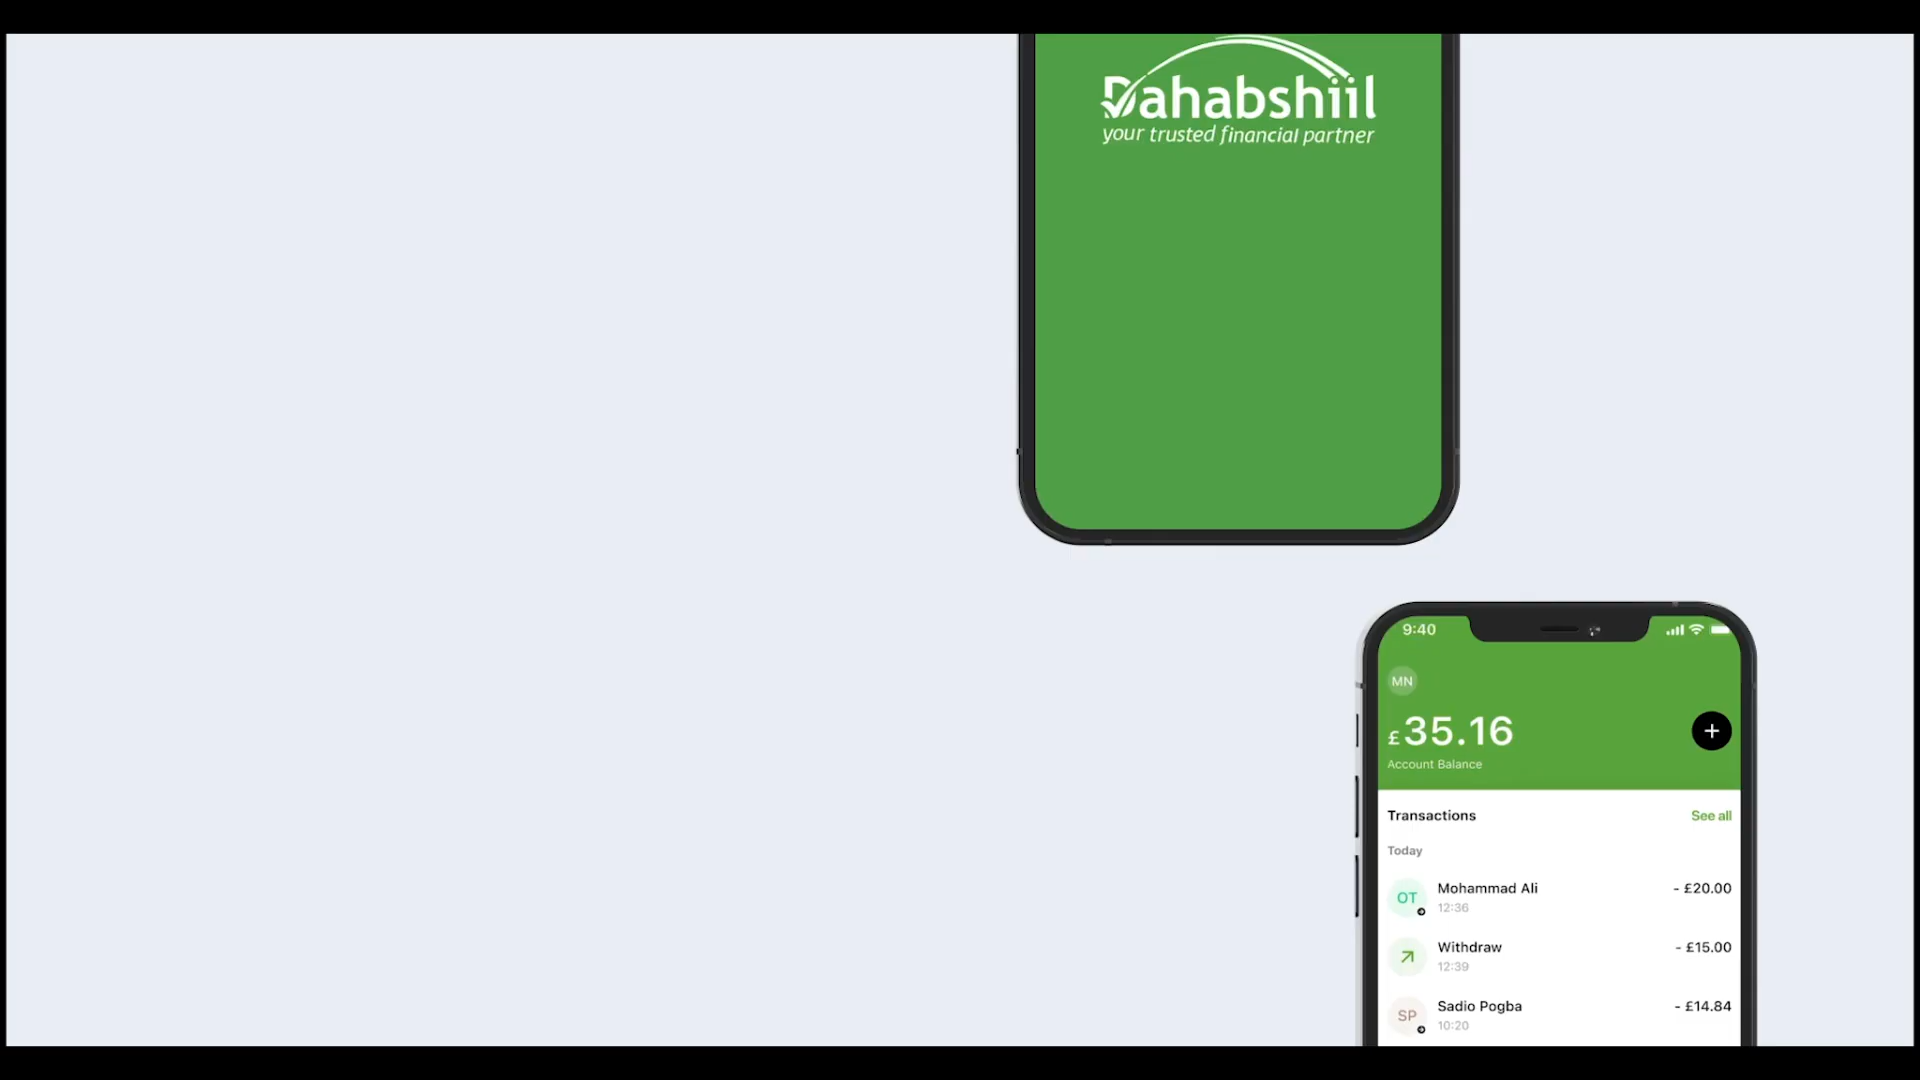 Dahabshiil
your trusted financial partner
9:40
MN
£35.16
Account Balance
Transactions
See all
Today
OT
Mohammad Ali
- £20.00
12:36
Withdraw
- £15.00
12:39
SP
Sadio Pogba
- £14.84
10:20